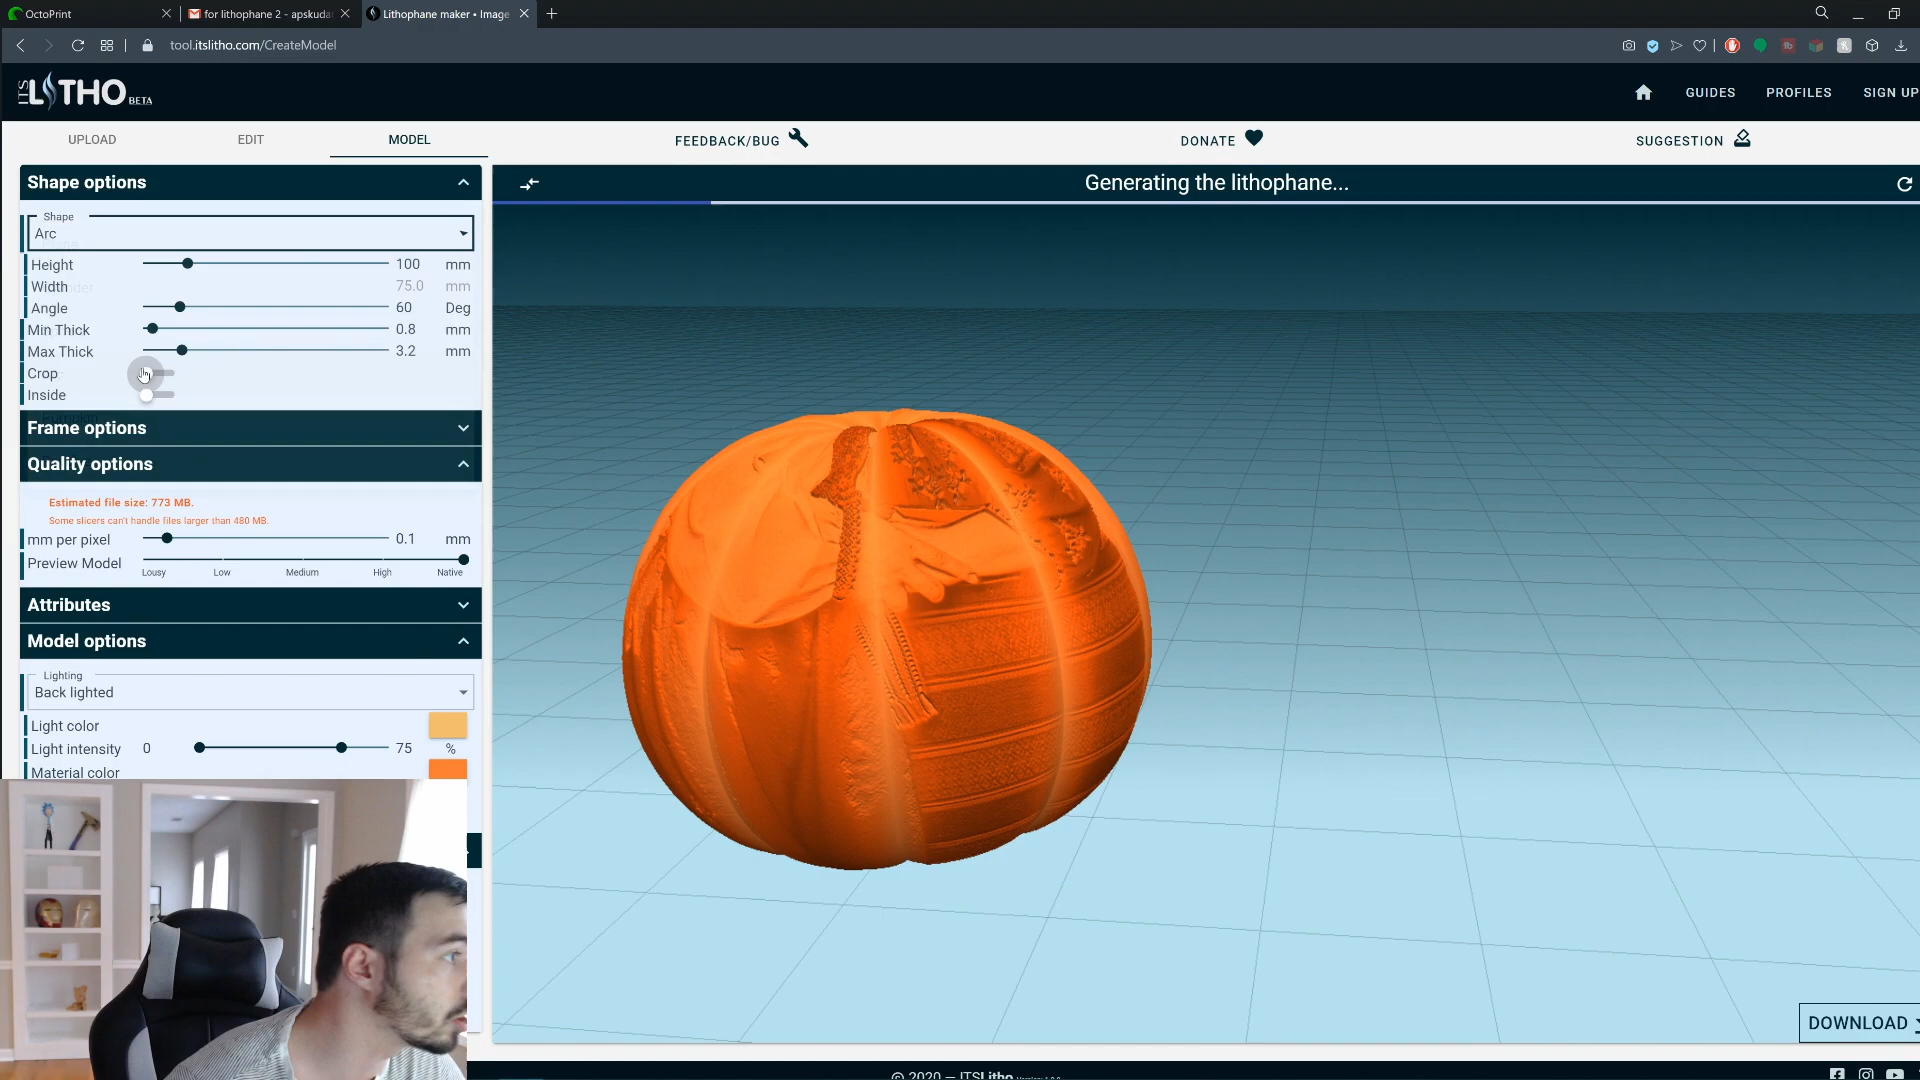 OctoPrint
for lithophane 2 - apskuda
Lithophane maker • Image
tool.itslitho.com/CreateModel
ITS LITHO BETA
GUIDES
PROFILES
SIGN UP
UPLOAD
EDIT
MODEL
FEEDBACK/BUG
DONATE
SUGGESTION
Shape options
Generating the lithophane...
Shape
Arc
Height 100 mm
Width 75.0 mm
Angle 60 Deg
Min Thick 0.8 mm
Max Thick 3.2 mm
Crop
Inside
Frame options
Quality options
Estimated file size: 773 MB.
Some slicers can't handle files larger than 480 MB.
mm per pixel 0.1 mm
Preview Model
Lousy Low Medium High Native
Attributes
Model options
Lighting
Back lighted
Light color
Light intensity 0 75 %
Material color
DOWNLOAD
© 2020 — ITSLitho